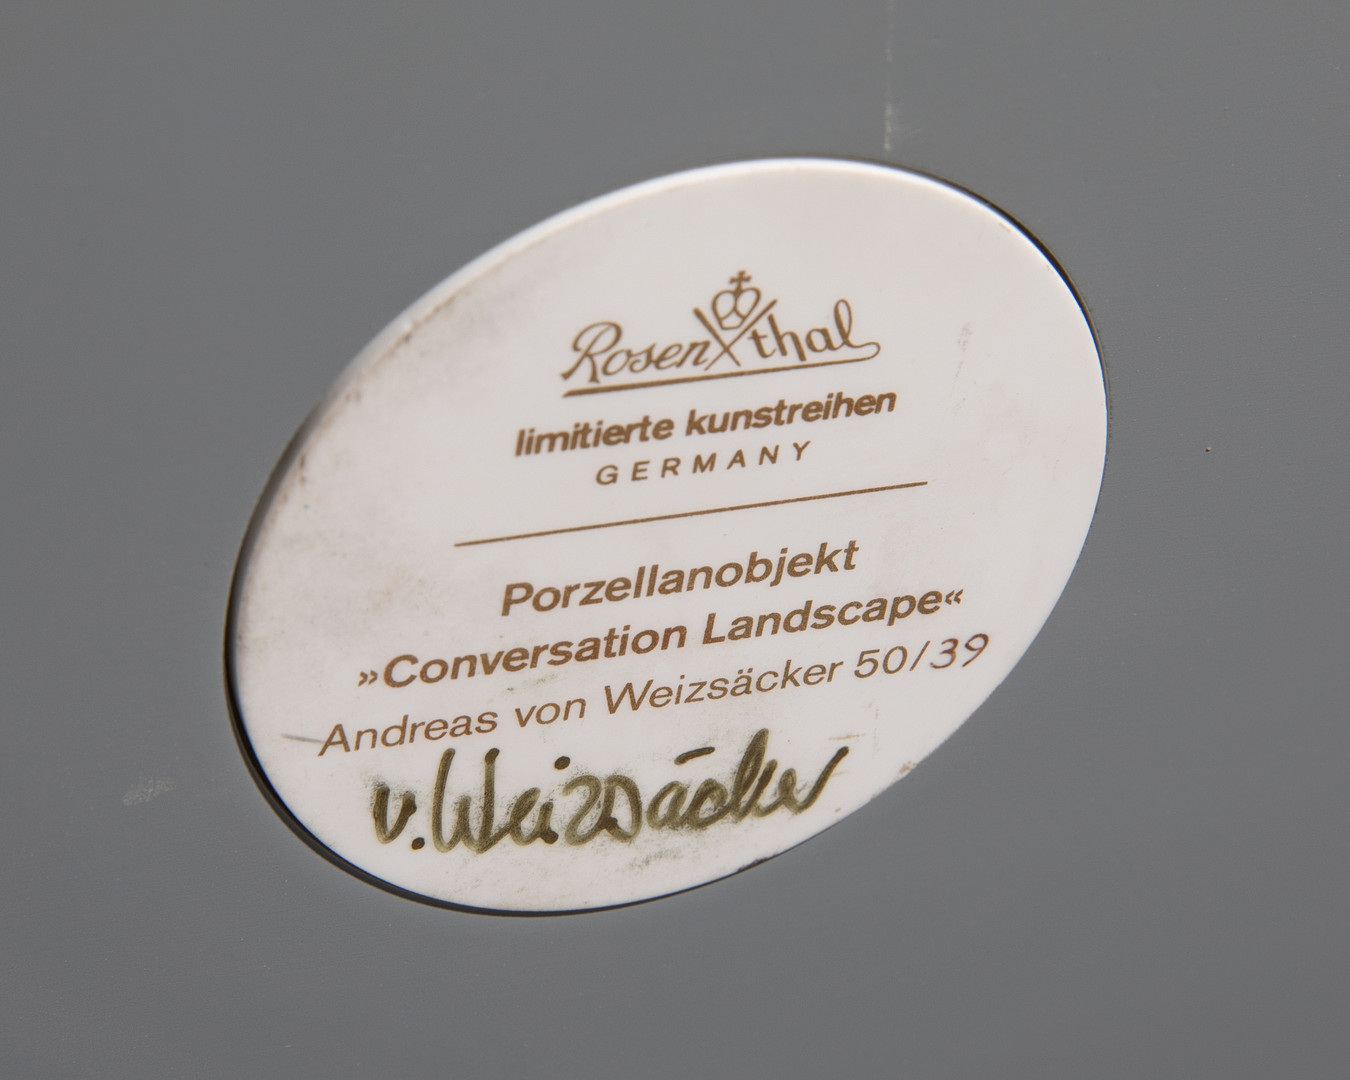 Rosenthal
limitierte kunstreihen
GERMANY
Porzellanobjekt
»Conversation Landscape«
Andreas von Weizsäcker 50/39
v. Weizsäcker